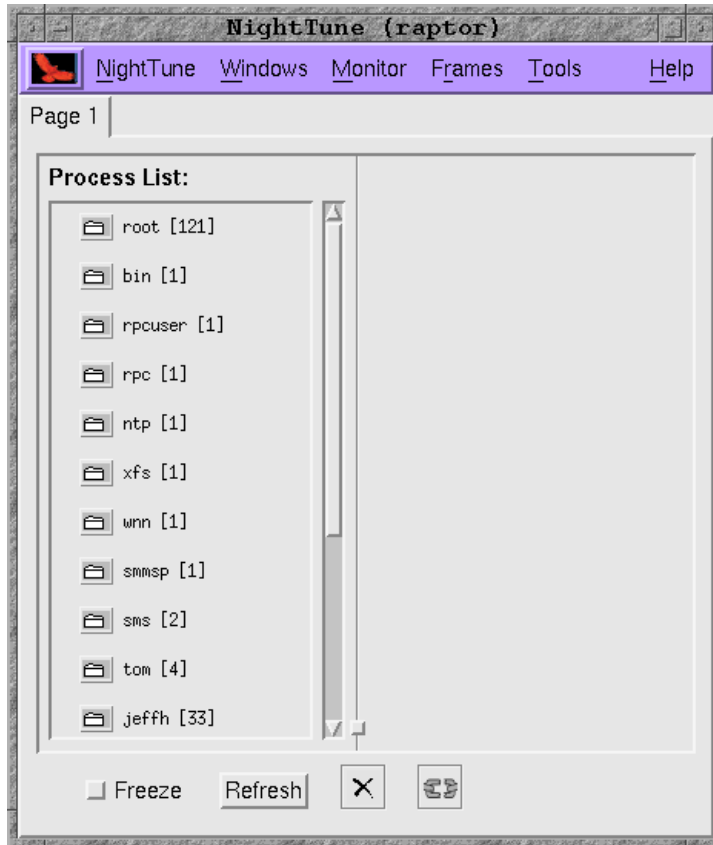 NightTune (raptor)
NightTune Windows Monitor Frames Tools Help
Page 1
Process List:
root [121]
bin [1]
rpcuser [1]
rpc [1]
ntp [1]
xfs [1]
wnn [1]
smmsp [1]
sms [2]
tom [4]
jeffh [33]
Freeze Refresh